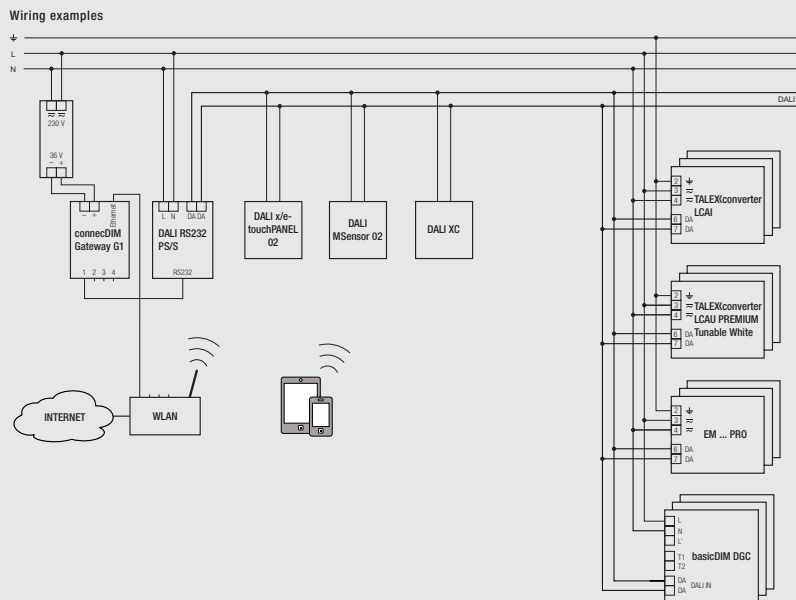 Wiring examples
L
N
DALI
230 V
36 V
− +
− +
Ethernet
connecDIM
Gateway G1
1 2 3 4
L N DA DA
DALI RS232
PS/S
RS232
DALI x/e-
touchPANEL
02
DALI
MSensor 02
DALI XC
INTERNET
WLAN
2
3
4
6 DA
7 DA
TALEXXconverter
LCAI
2
3
4
6 DA
7 DA
TALEXXconverter
LCAU PREMIUM
Tunable White
2
3
4
6 DA
7 DA
EM ... PRO
L
N
L'
T1
T2
DA
DA
DALI IN
basicDIM DGC